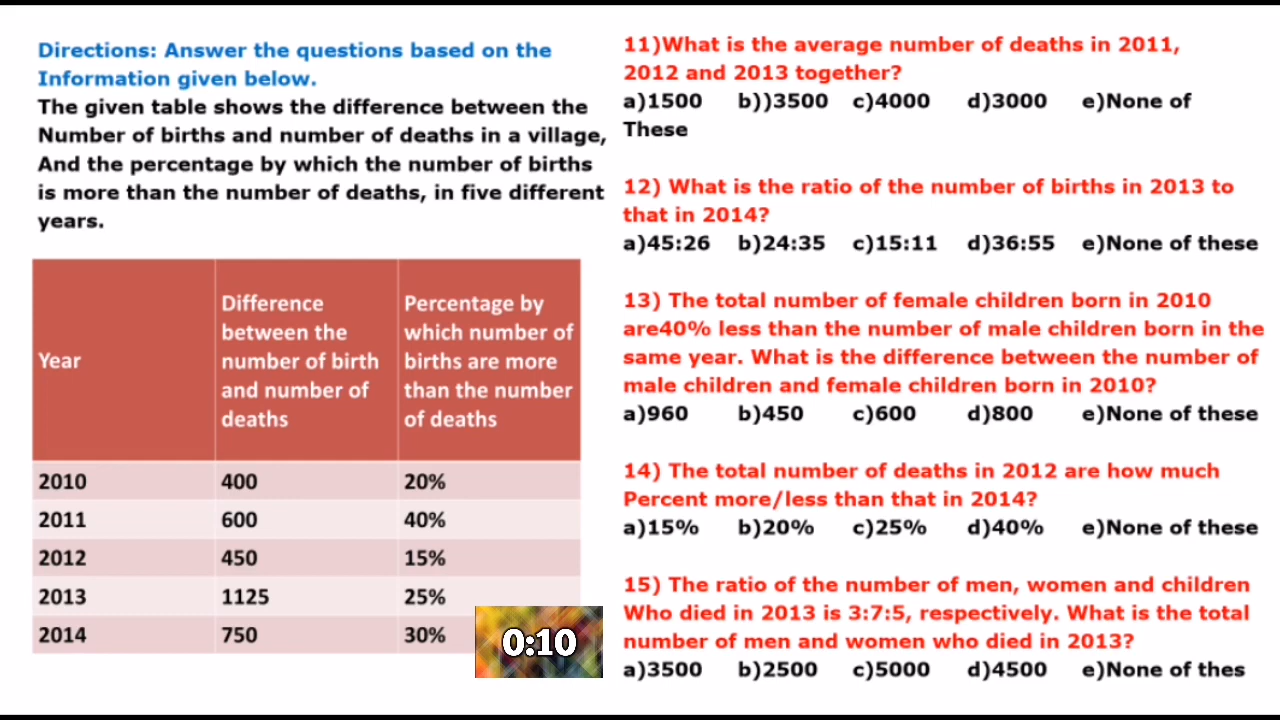 Directions: Answer the questions based on the
Information given below.
The given table shows the difference between the
Number of births and number of deaths in a village,
And the percentage by which the number of births
is more than the number of deaths, in five different
years.
Year
Difference
between the
number of birth
and number of
deaths
Percentage by
which number of
births are more
than the number
of deaths
2010 400 20%
2011 600 40%
2012 450 15%
2013 1125 25%
2014 750 30%
0:10
11)What is the average number of deaths in 2011,
2012 and 2013 together?
a)1500 b))3500 c)4000 d)3000 e)None of
These
12) What is the ratio of the number of births in 2013 to
that in 2014?
a)45:26 b)24:35 c)15:11 d)36:55 e)None of these
13) The total number of female children born in 2010
are40% less than the number of male children born in the
same year. What is the difference between the number of
male children and female children born in 2010?
a)960 b)450 c)600 d)800 e)None of these
14) The total number of deaths in 2012 are how much
Percent more/less than that in 2014?
a)15% b)20% c)25% d)40% e)None of these
15) The ratio of the number of men, women and children
Who died in 2013 is 3:7:5, respectively. What is the total
number of men and women who died in 2013?
a)3500 b)2500 c)5000 d)4500 e)None of thes